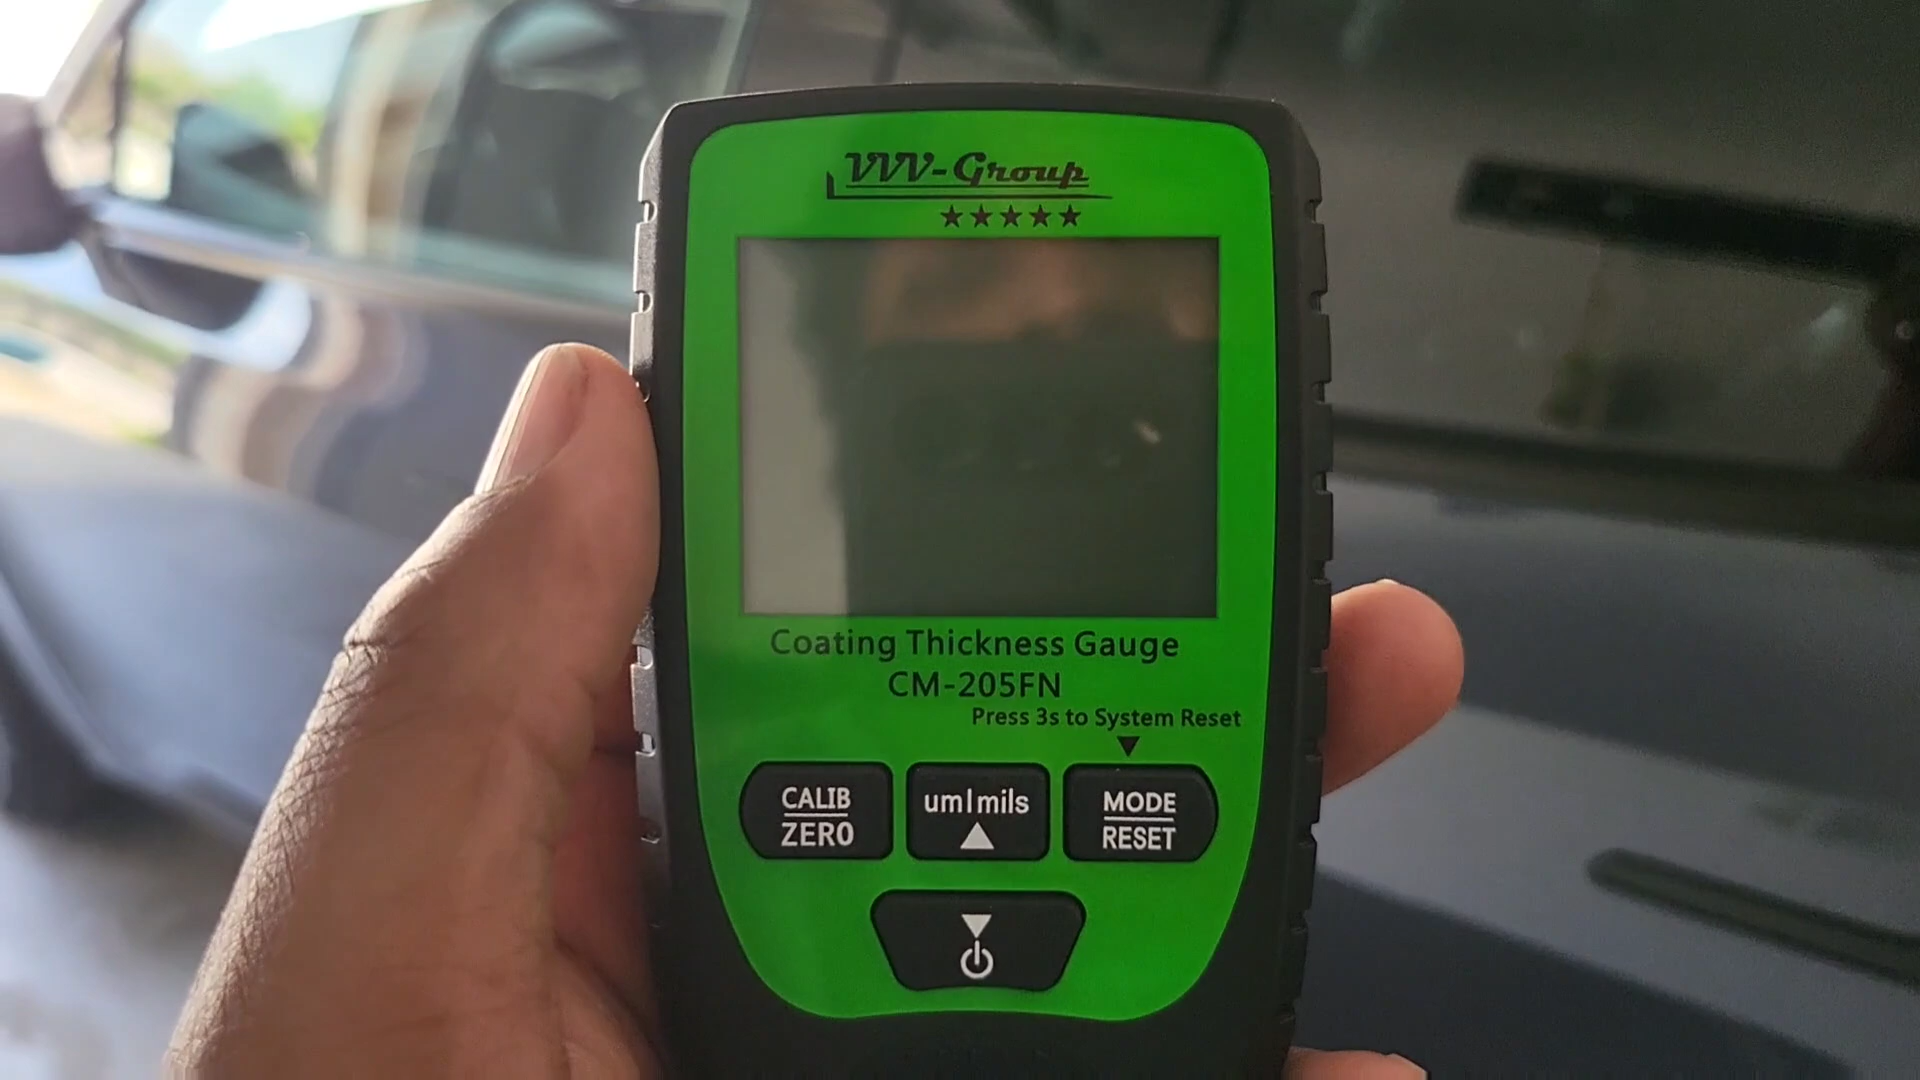 VVV-Group
★★★★★
Coating Thickness Gauge
CM-205FN
Press 3s to System Reset
▼
CALIB
ZERO
um|mils
▲
MODE
RESET
▼